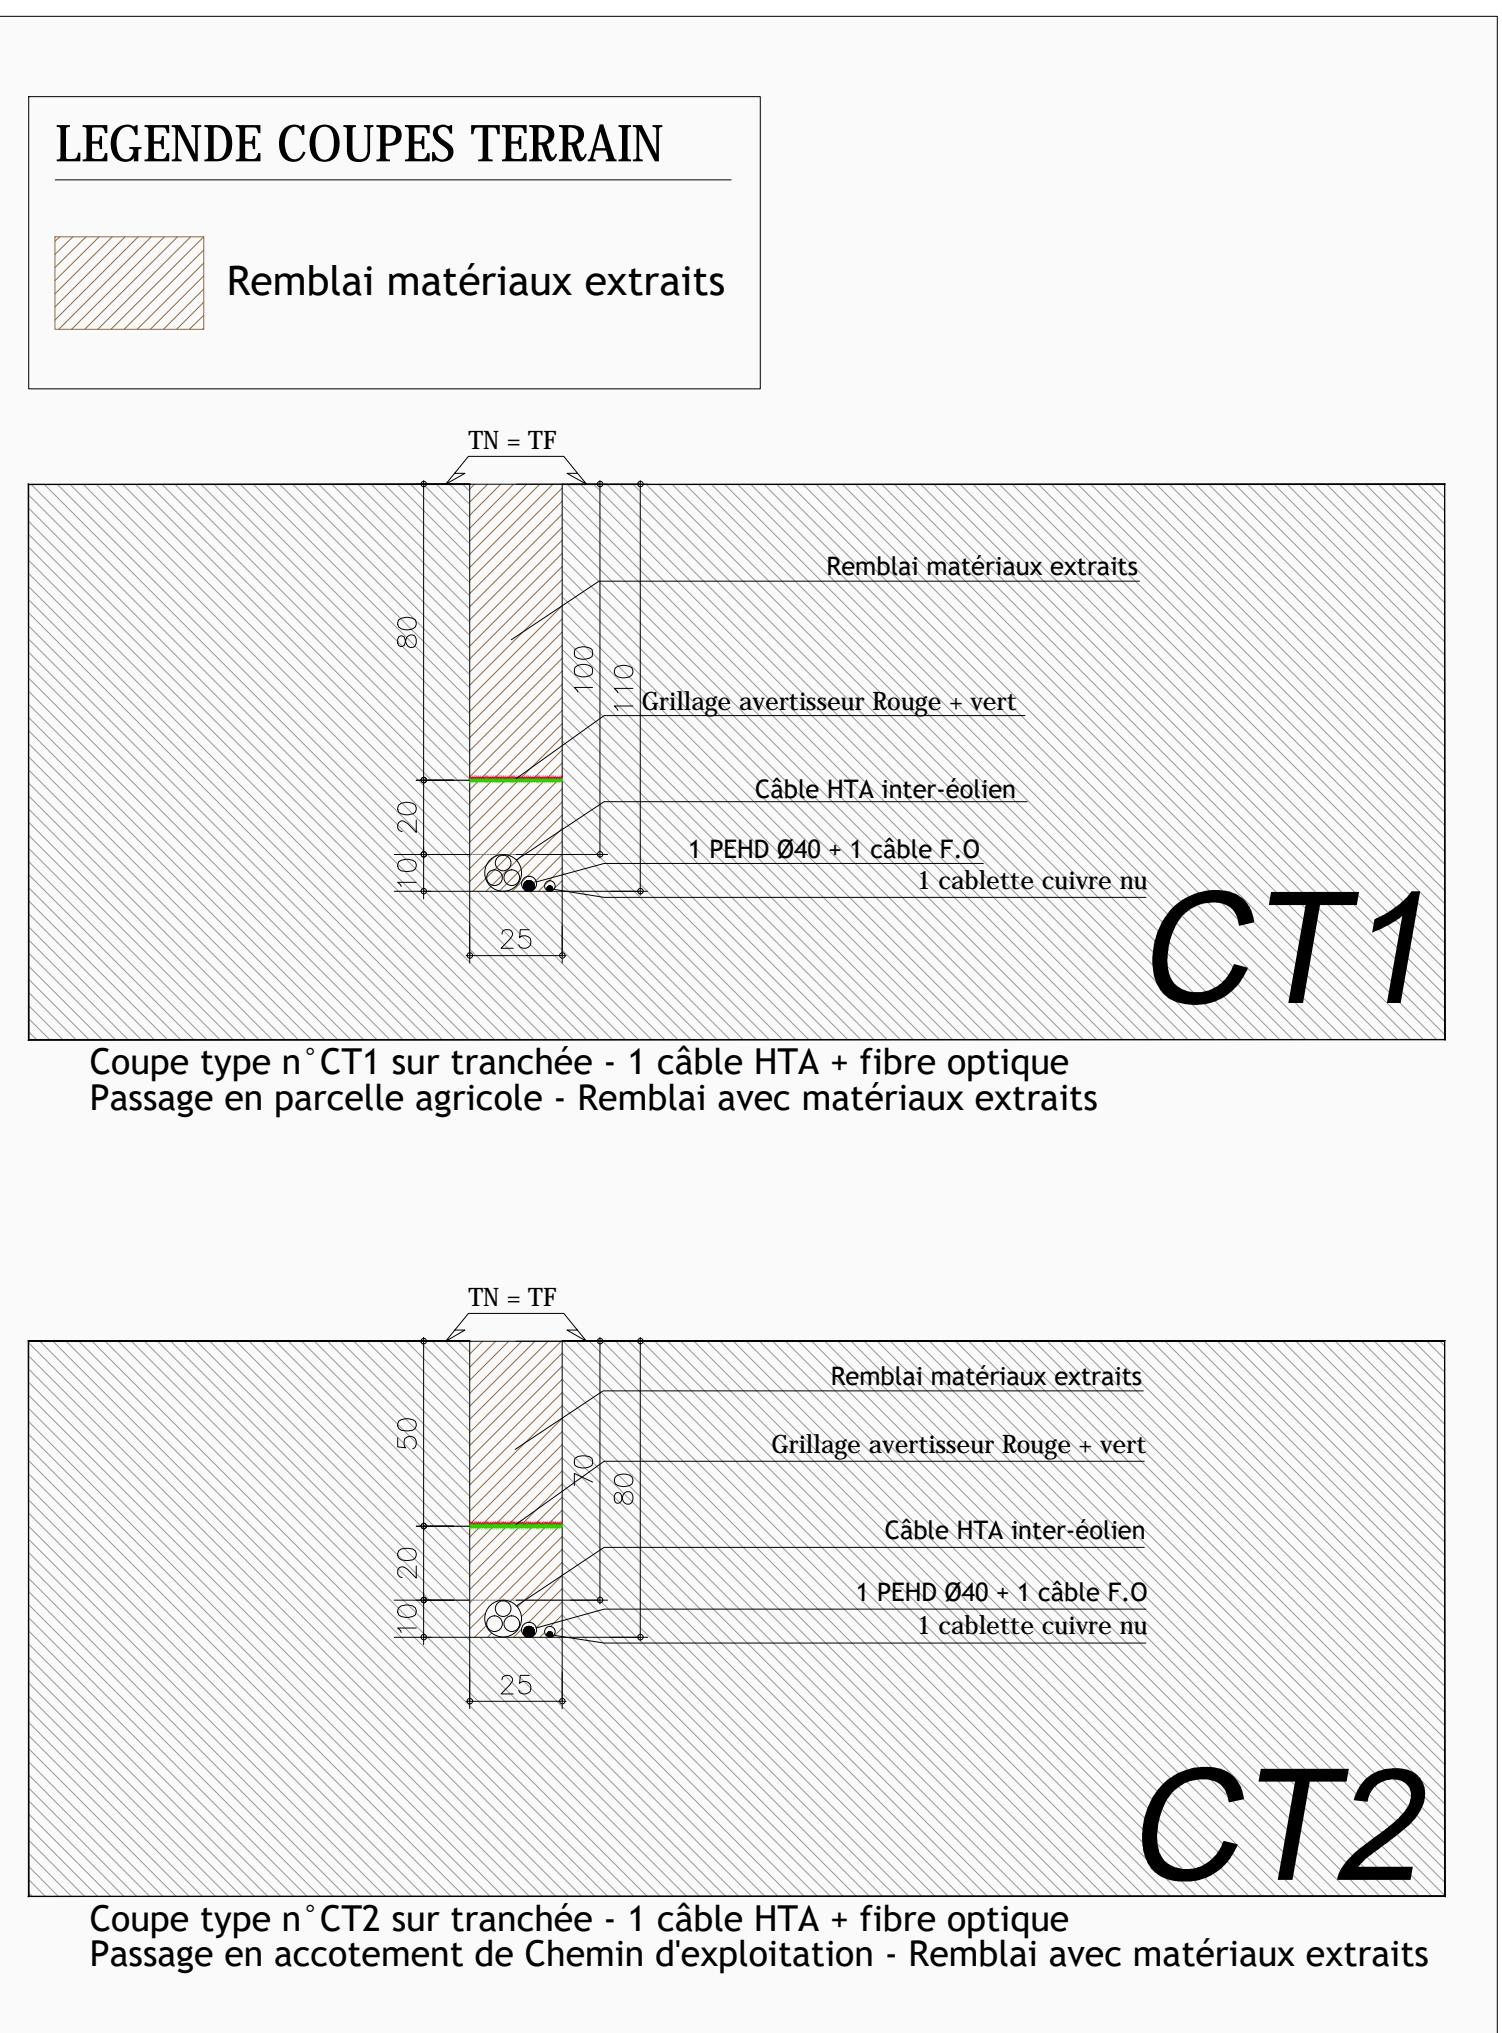 LEGENDE COUPES TERRAIN
Remblai matériaux extraits
TN = TF
Remblai matériaux extraits
80
100
110
Grillage avertisseur Rouge + vert
Câble HTA inter-éolien
20
1 PEHD Ø40 + 1 câble F.O
10
1 cablette cuivre nu
25
CT1
Coupe type n°CT1 sur tranchée - 1 câble HTA + fibre optique
Passage en parcelle agricole - Remblai avec matériaux extraits
TN = TF
Remblai matériaux extraits
50
Grillage avertisseur Rouge + vert
70
80
Câble HTA inter-éolien
20
1 PEHD Ø40 + 1 câble F.O
10
1 cablette cuivre nu
25
CT2
Coupe type n°CT2 sur tranchée - 1 câble HTA + fibre optique
Passage en accotement de Chemin d'exploitation - Remblai avec matériaux extraits